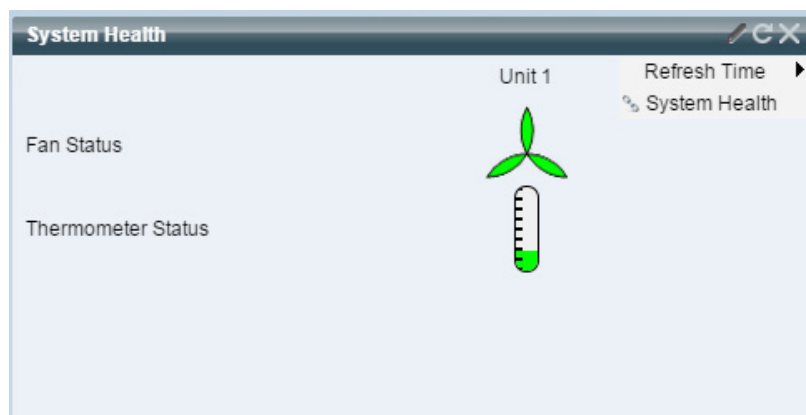 System Health
Unit 1
Refresh Time
System Health
Fan Status
Thermometer Status